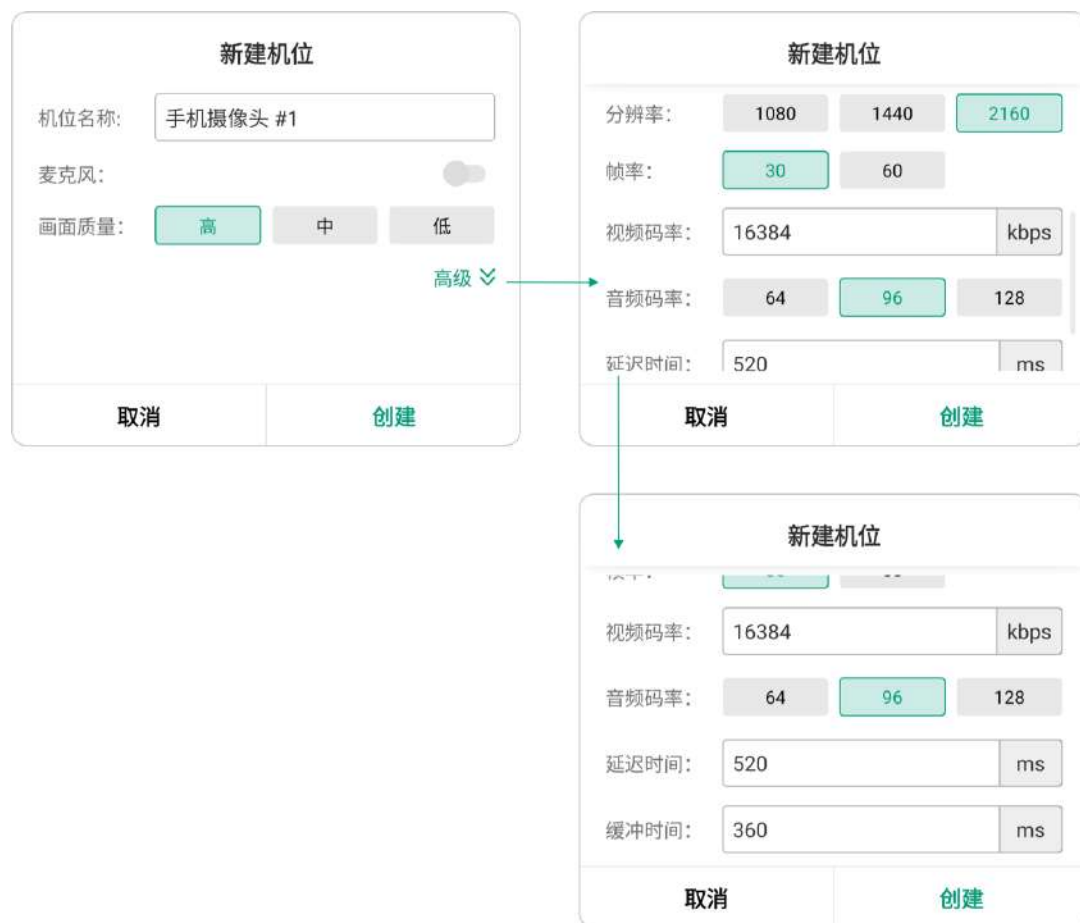 新建机位
机位名称: 手机摄像头 #1
麦克风:
画面质量: 高 中 低
高级
取消 创建
新建机位
分辨率: 1080 1440 2160
帧率: 30 60
视频码率: 16384 kbps
音频码率: 64 96 128
延迟时间: 520 ms
取消 创建
新建机位
视频码率: 16384 kbps
音频码率: 64 96 128
延迟时间: 520 ms
缓冲时间: 360 ms
取消 创建